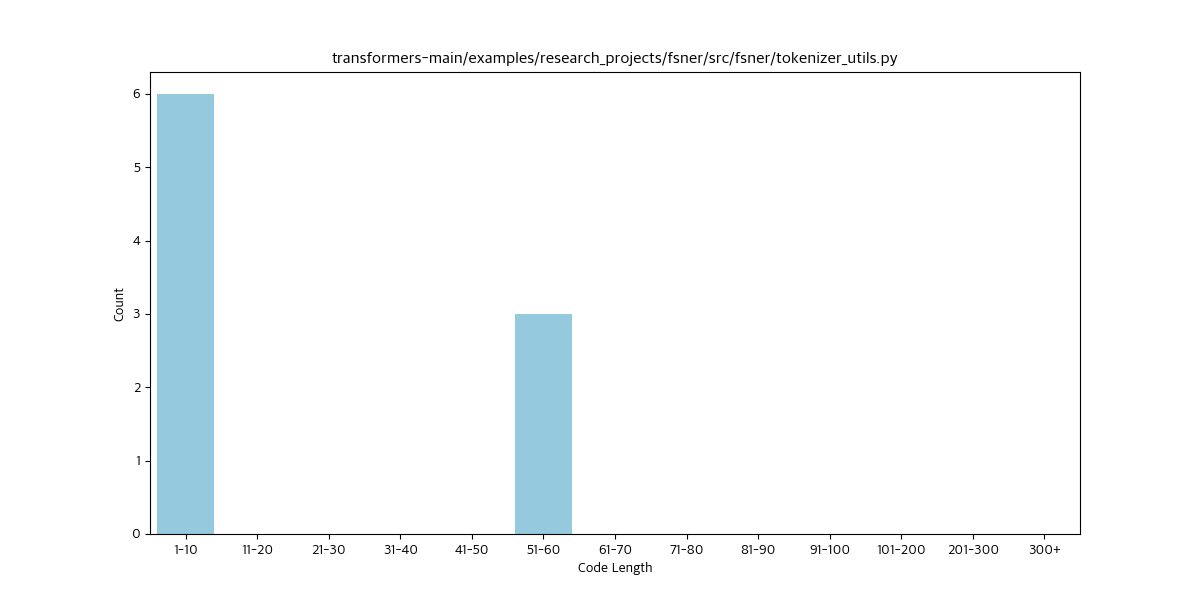 transformers-main/examples/research_projects/fsner/src/fsner/tokenizer_utils.py
Count
6
5
4
3
2
1
0
1-10 11-20 21-30 31-40 41-50 51-60 61-70 71-80 81-90 91-100 101-200 201-300 300+
Code Length